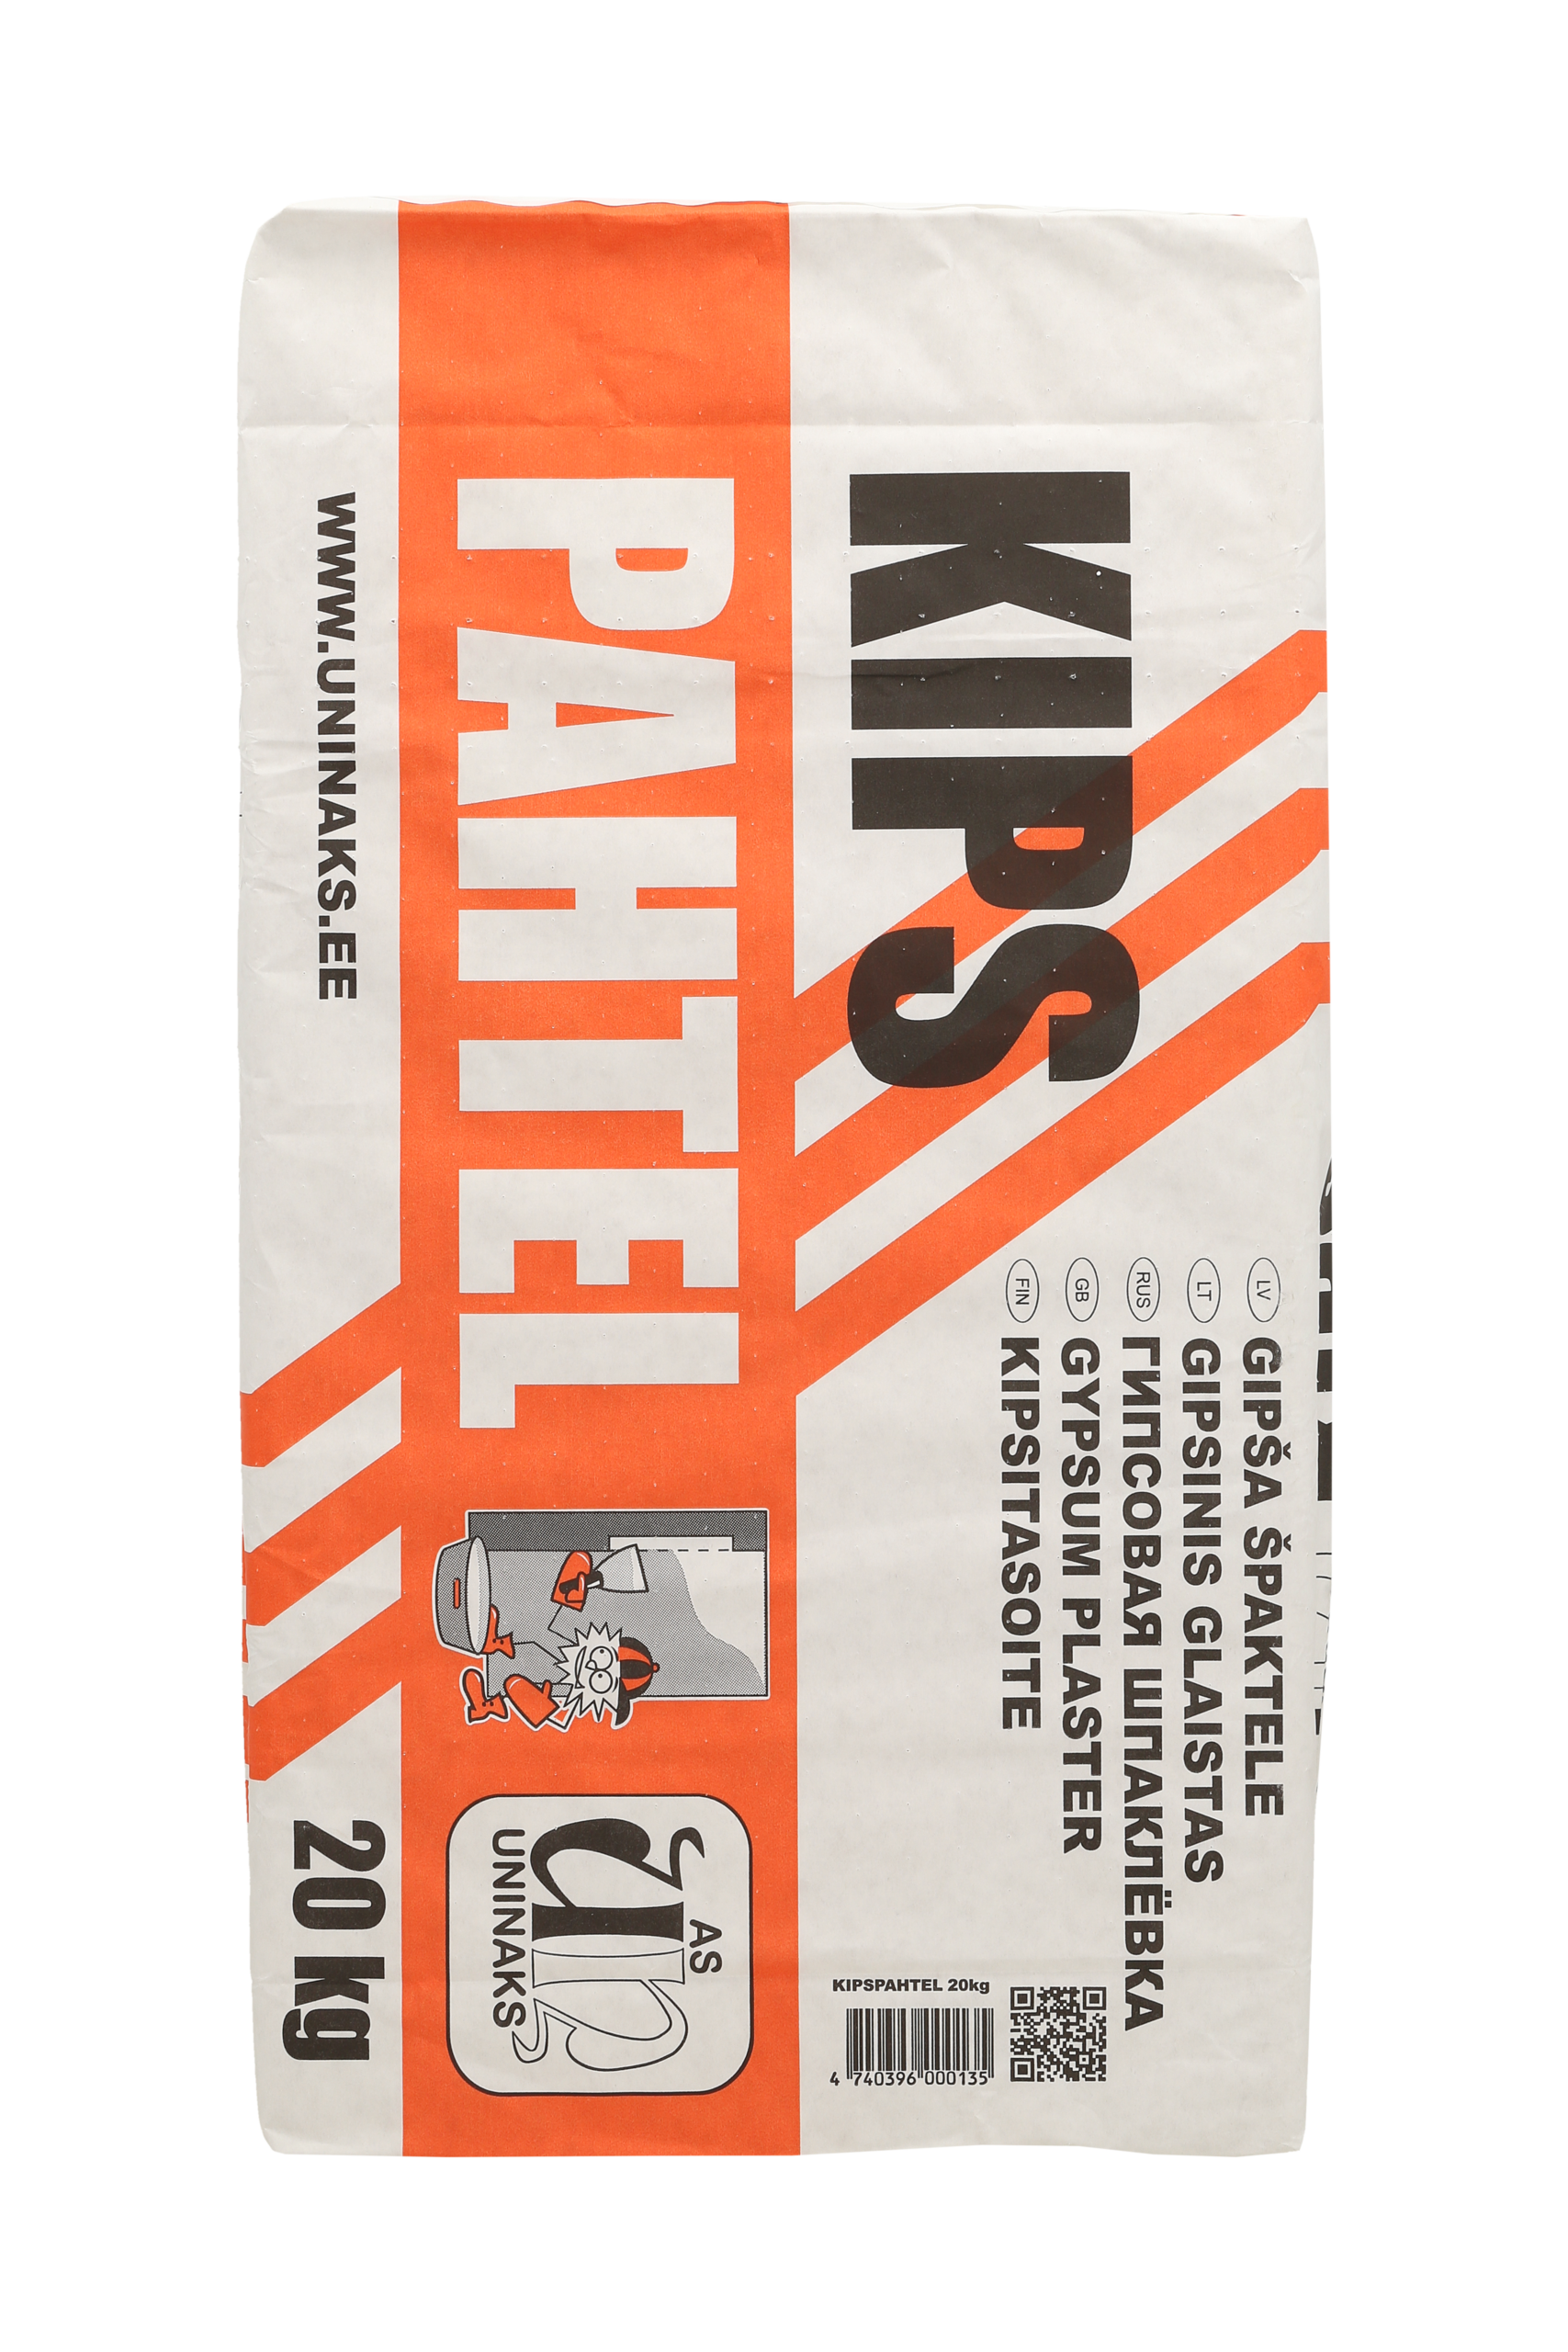 KIPS
PAHTEL
LV GIPŠA ŠPAKTELE
LT GIPSINIS GLAISTAS
RUS ГИПСОВАЯ ШПАКЛЁВКА
GB GYPSUM PLASTER
FIN KIPSITASOITE
KIPSPAHTEL 20kg
4 740396 000135
AS
un
UNINAKS
WWW.UNINAKS.EE
20 kg